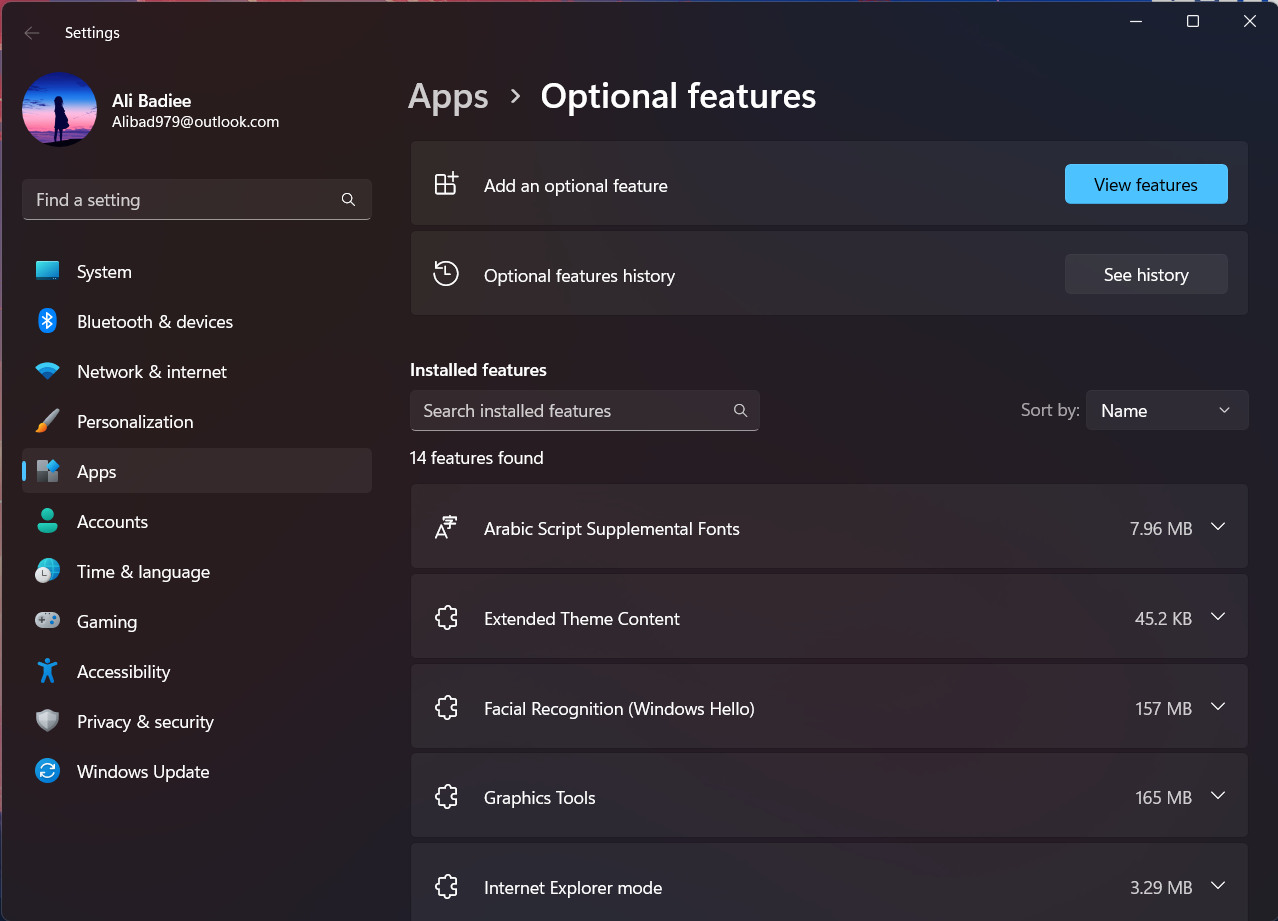 Settings
Ali Badiee
Alibad979@outlook.com
Find a setting
System
Bluetooth & devices
Network & internet
Personalization
Apps
Accounts
Time & language
Gaming
Accessibility
Privacy & security
Windows Update
Apps > Optional features
Add an optional feature View features
Optional features history See history
Installed features
Search installed features Sort by: Name
14 features found
Arabic Script Supplemental Fonts 7.96 MB
Extended Theme Content 45.2 KB
Facial Recognition (Windows Hello) 157 MB
Graphics Tools 165 MB
Internet Explorer mode 3.29 MB